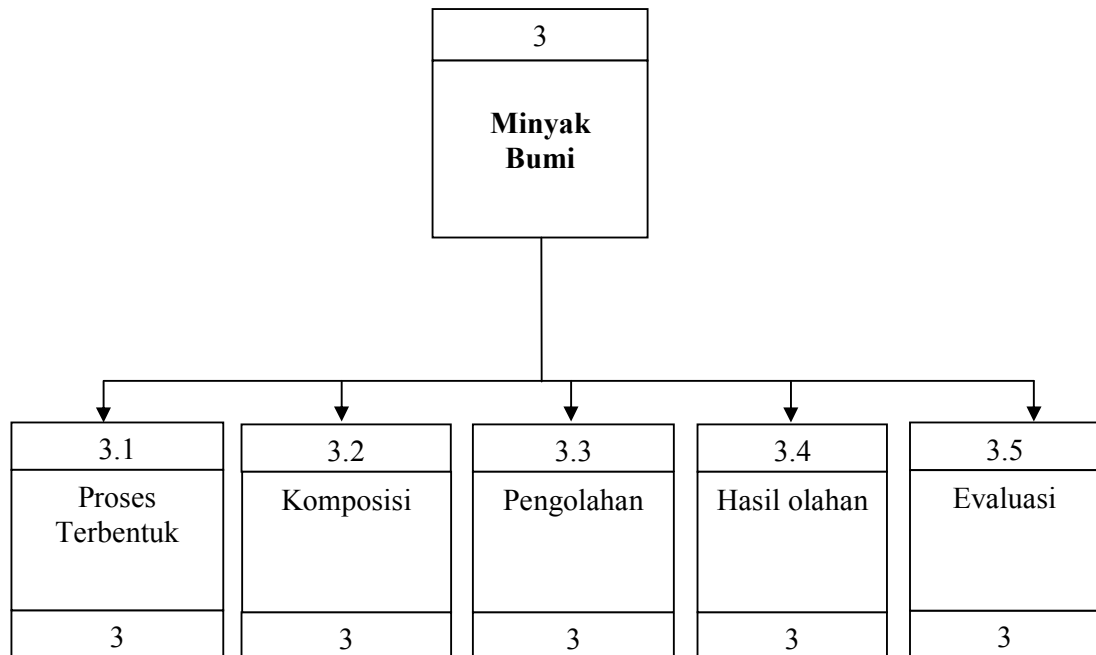 3
Minyak
Bumi
3.1
3.2
3.3
3.4
3.5
Proses
Terbentuk
Komposisi
Pengolahan
Hasil olahan
Evaluasi
3
3
3
3
3